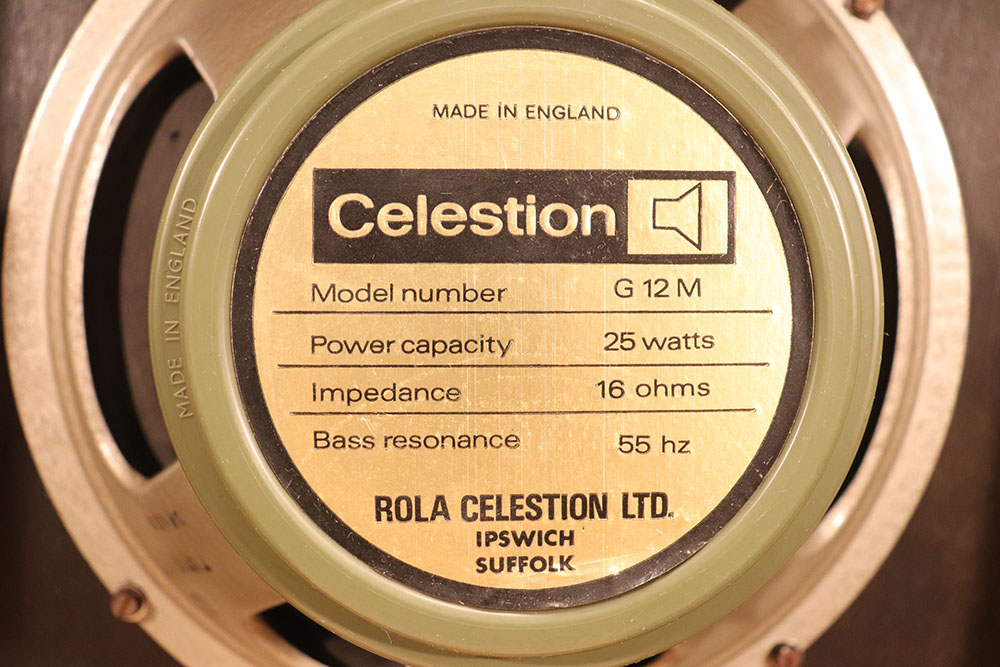 MADE IN ENGLAND
Celestion
Model number G 12 M
Power capacity 25 watts
Impedance 16 ohms
Bass resonance 55 hz
ROLA CELESTION LTD.
IPSWICH
SUFFOLK
MADE IN ENGLAND